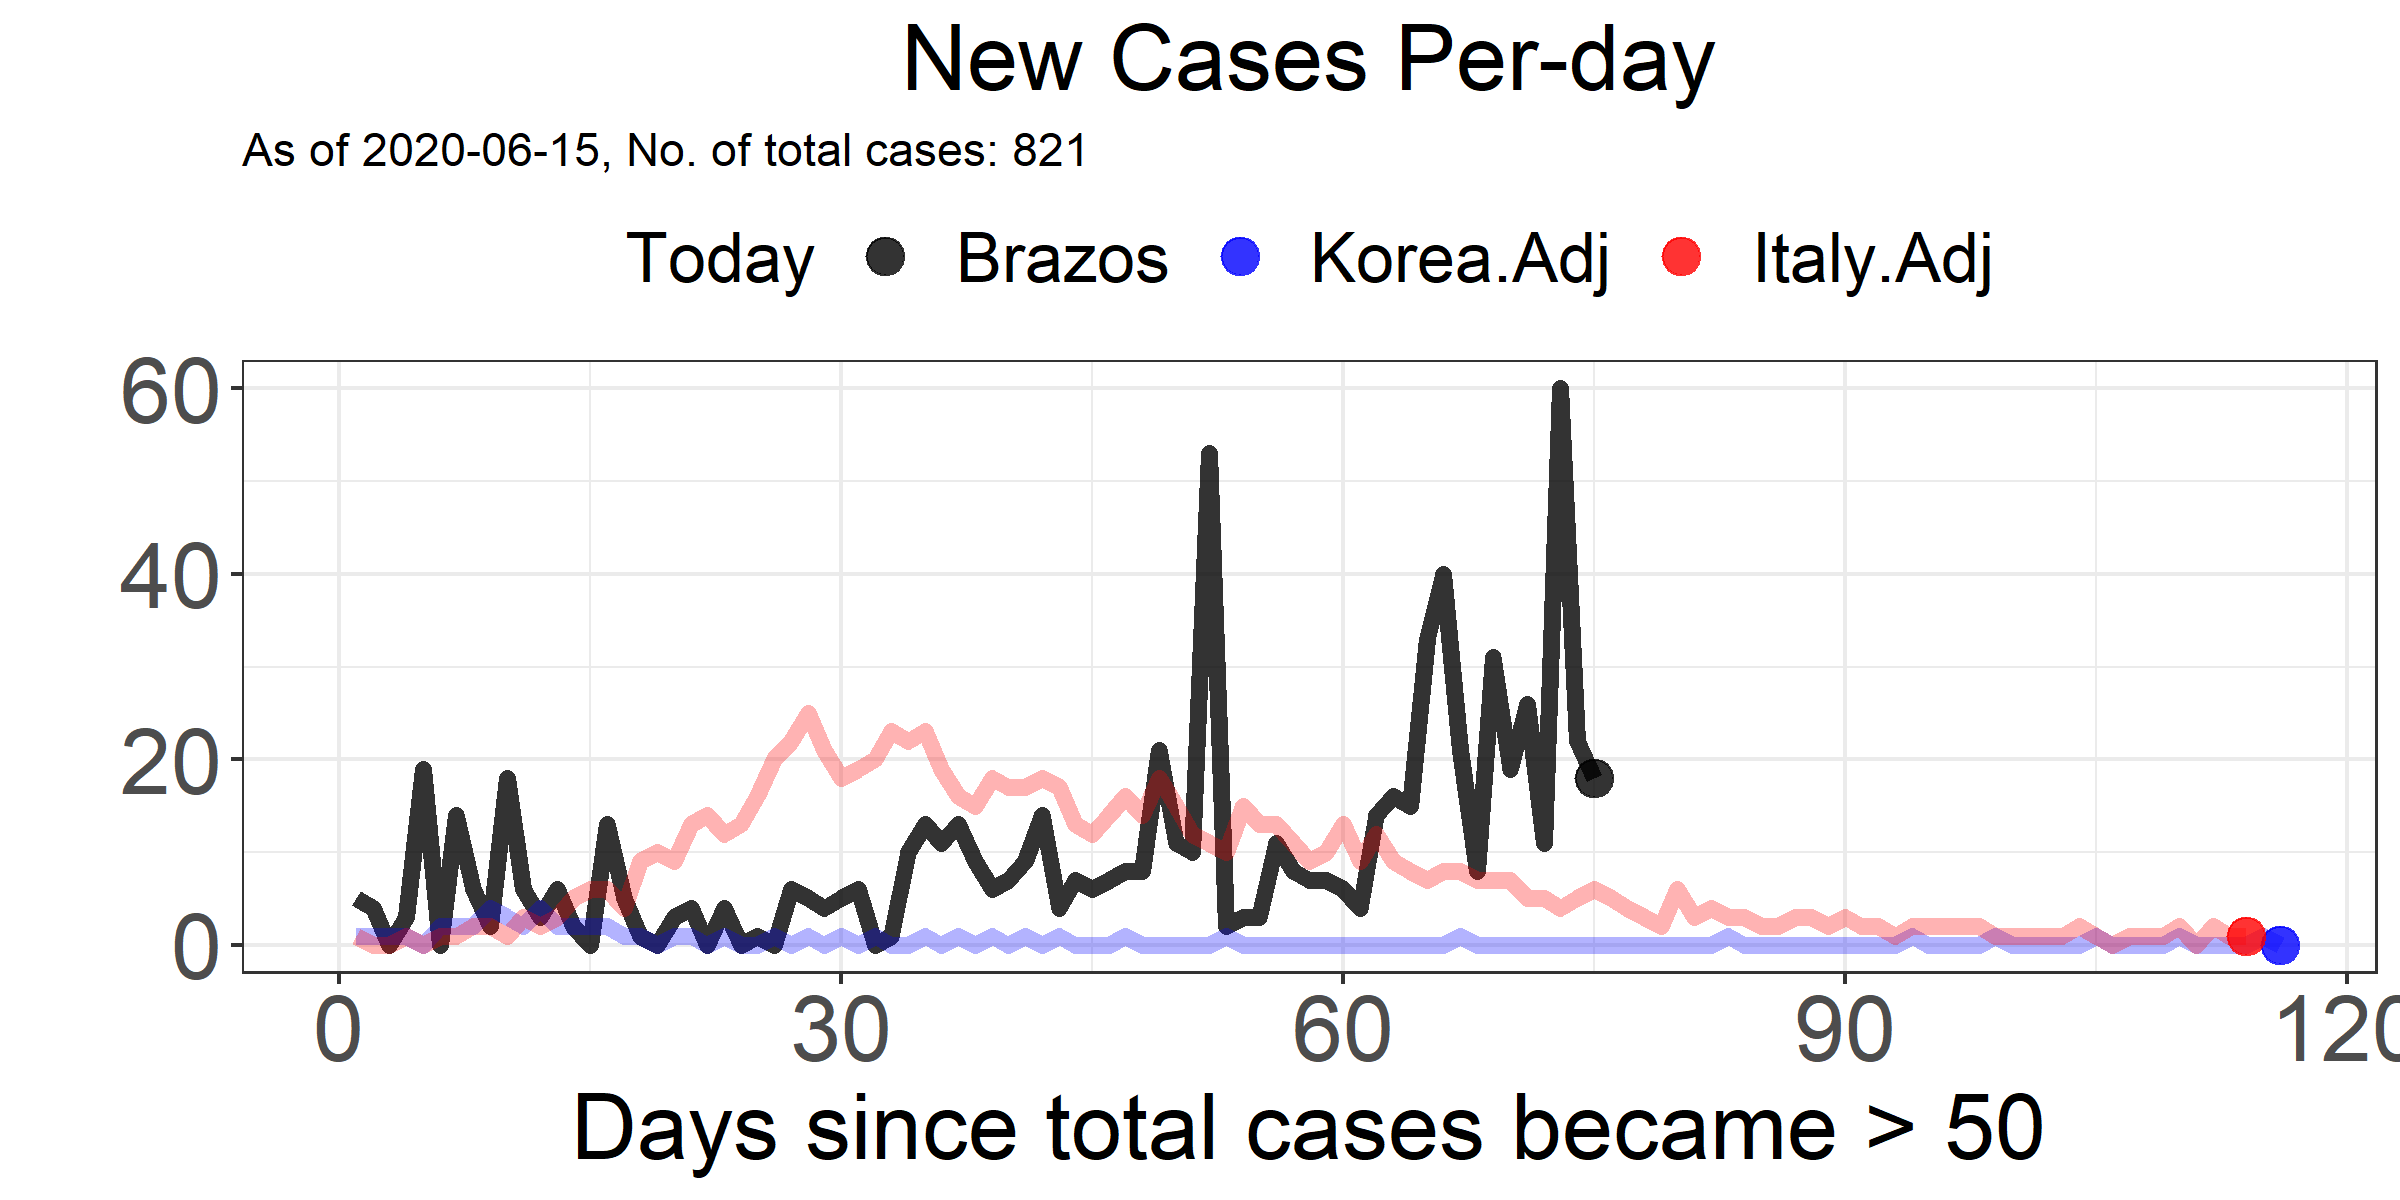 New Cases Per-day
As of 2020-06-15, No. of total cases: 821
Today Brazos Korea.Adj Italy.Adj
60
40
20
0
0 30 60 90 120
Days since total cases became > 50